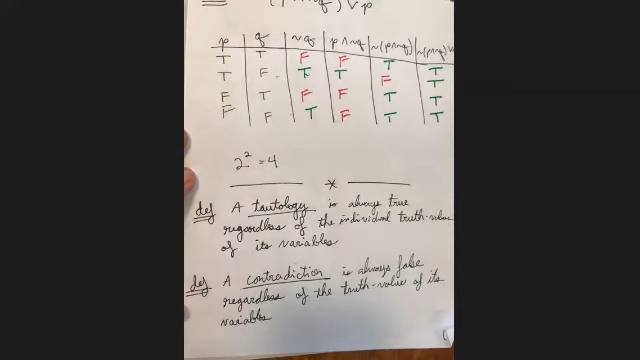 (p∧~q)∨p
p q ~q p∧~q ~(p∧~q) ~(p∧~q)∨
T T F F T T
T F T T F T
F T F F T T
F F T F T T
2² = 4
*
def A tautology is always true
regardless of the individual truth-value
of its variables
def A contradiction is always false
regardless of the truth-value of its
variables